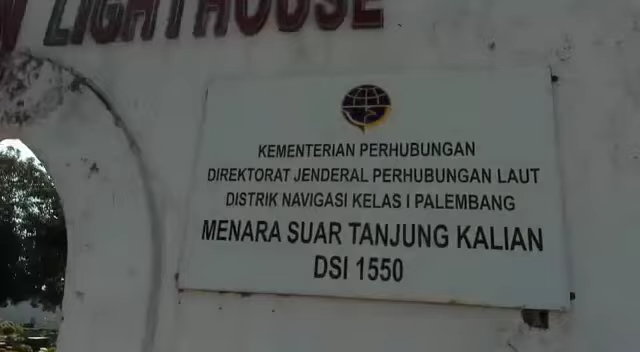 LIGHTHOUSE
KEMENTERIAN PERHUBUNGAN
DIREKTORAT JENDERAL PERHUBUNGAN LAUT
DISTRIK NAVIGASI KELAS I PALEMBANG
MENARA SUAR TANJUNG KALIAN
DSI 1550